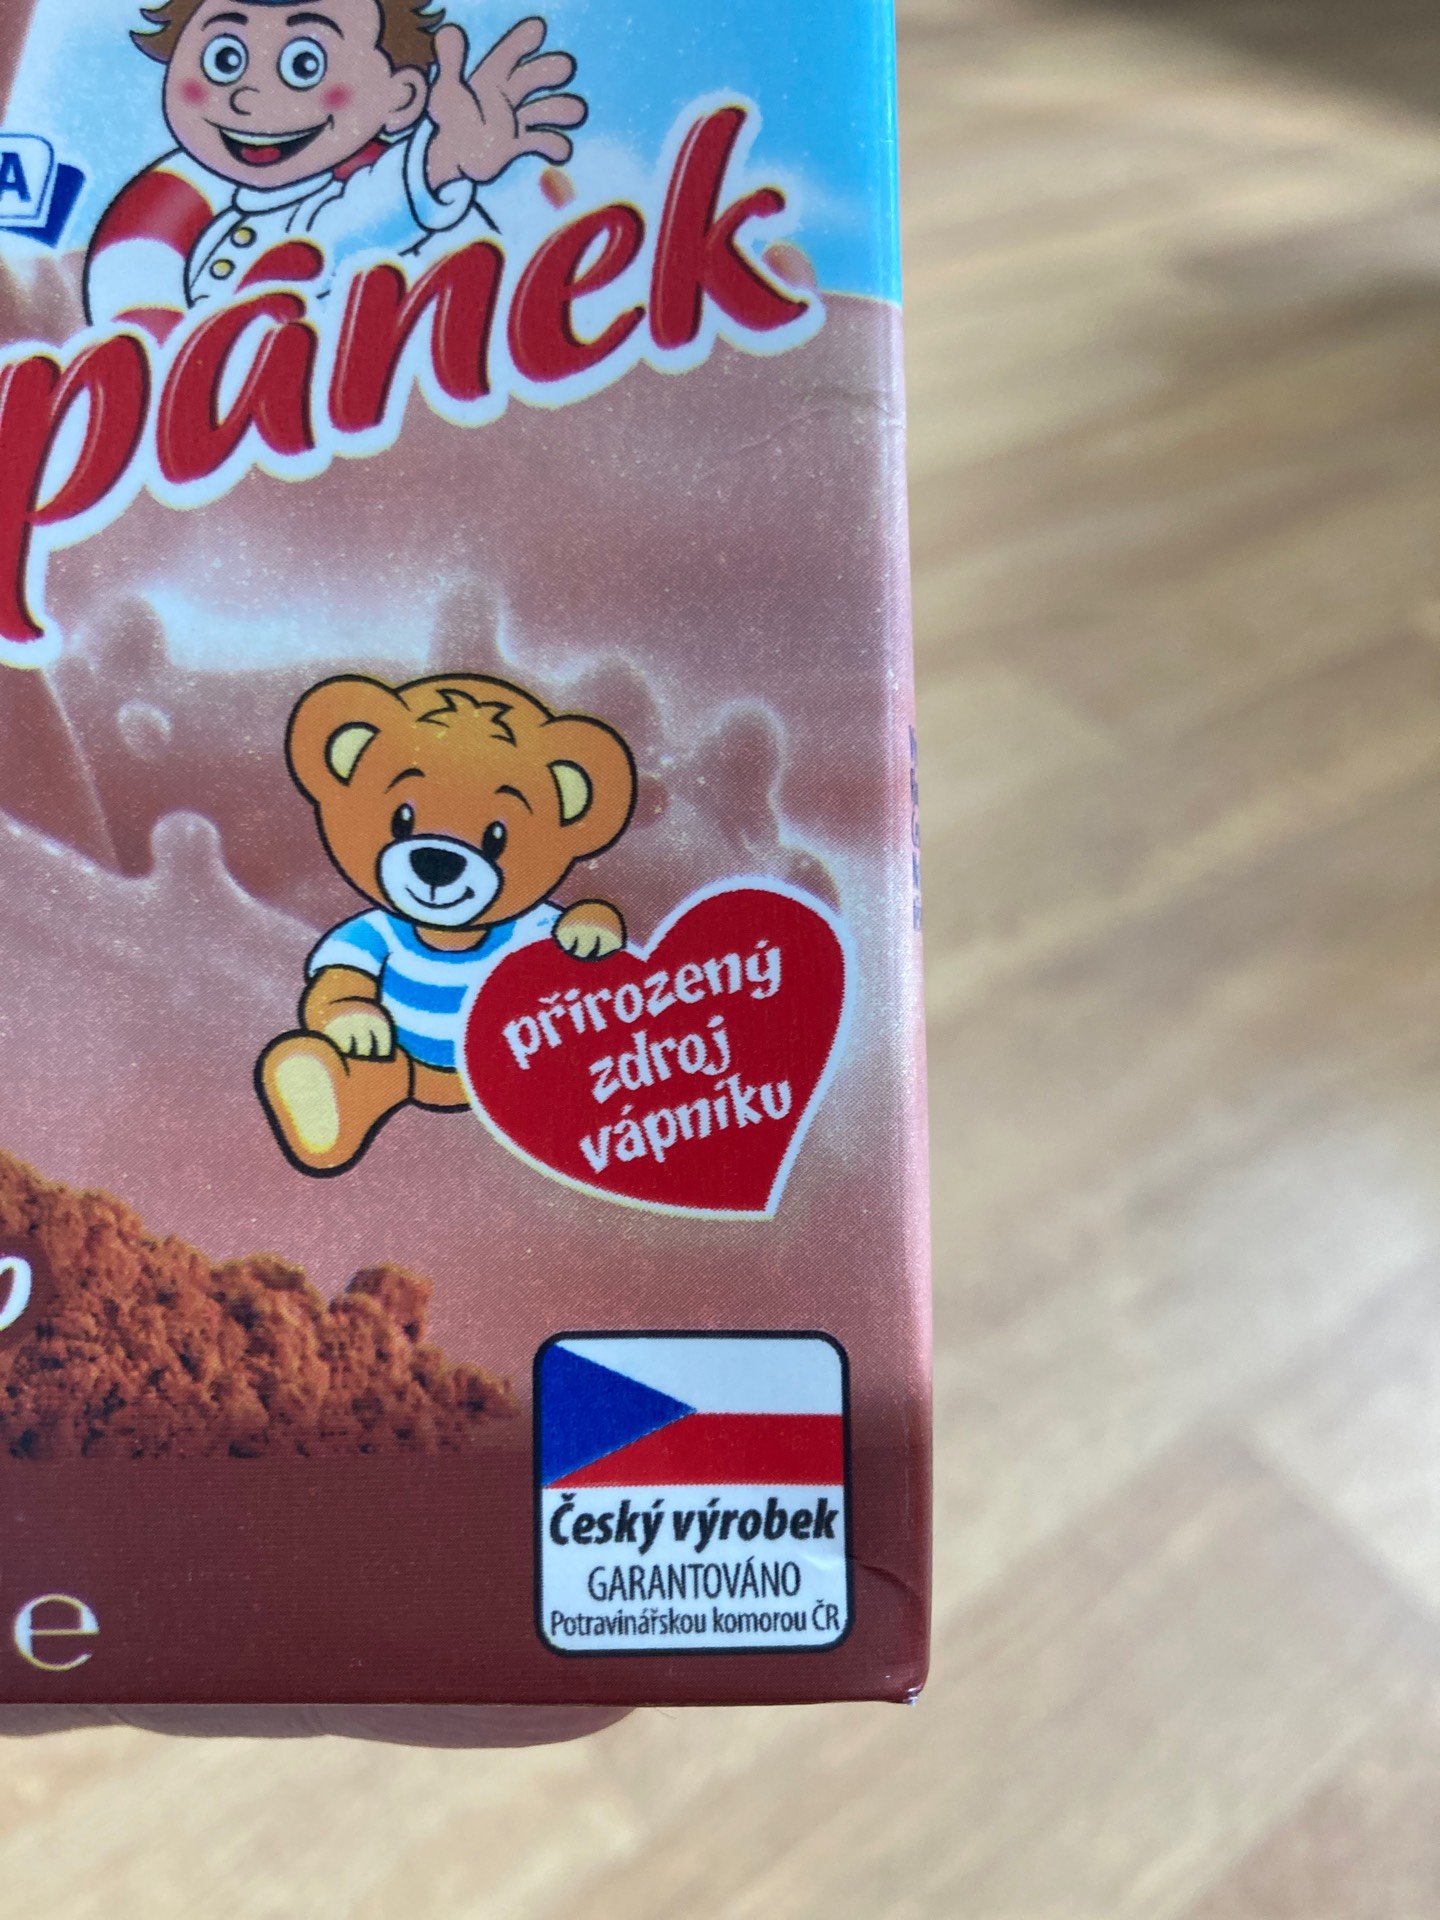 A
pánek
přirozený
zdroj
vápníku
Český výrobek
GARANTOVÁNO
Potravinářskou komorou ČR
e